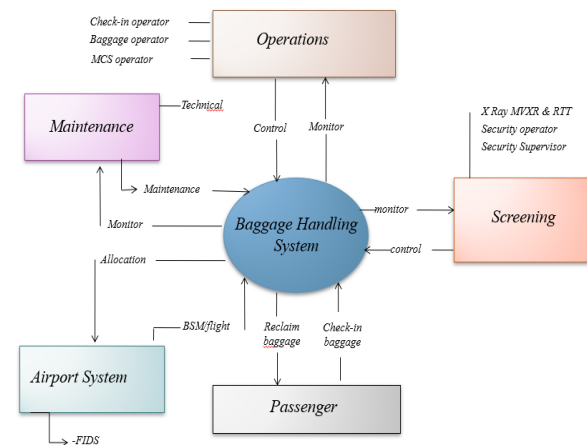 Check-in operator
Baggage operator
MCS operator
Operations
Maintenance
Technical
Control
Monitor
X Ray MVXR & RTT
Security operator
Security Supervisor
Maintenance
Monitor
Baggage Handling
System
monitor
control
Screening
Allocation
BSM/flight
Reclaim
baggage
Check-in
baggage
Airport System
Passenger
-FIDS